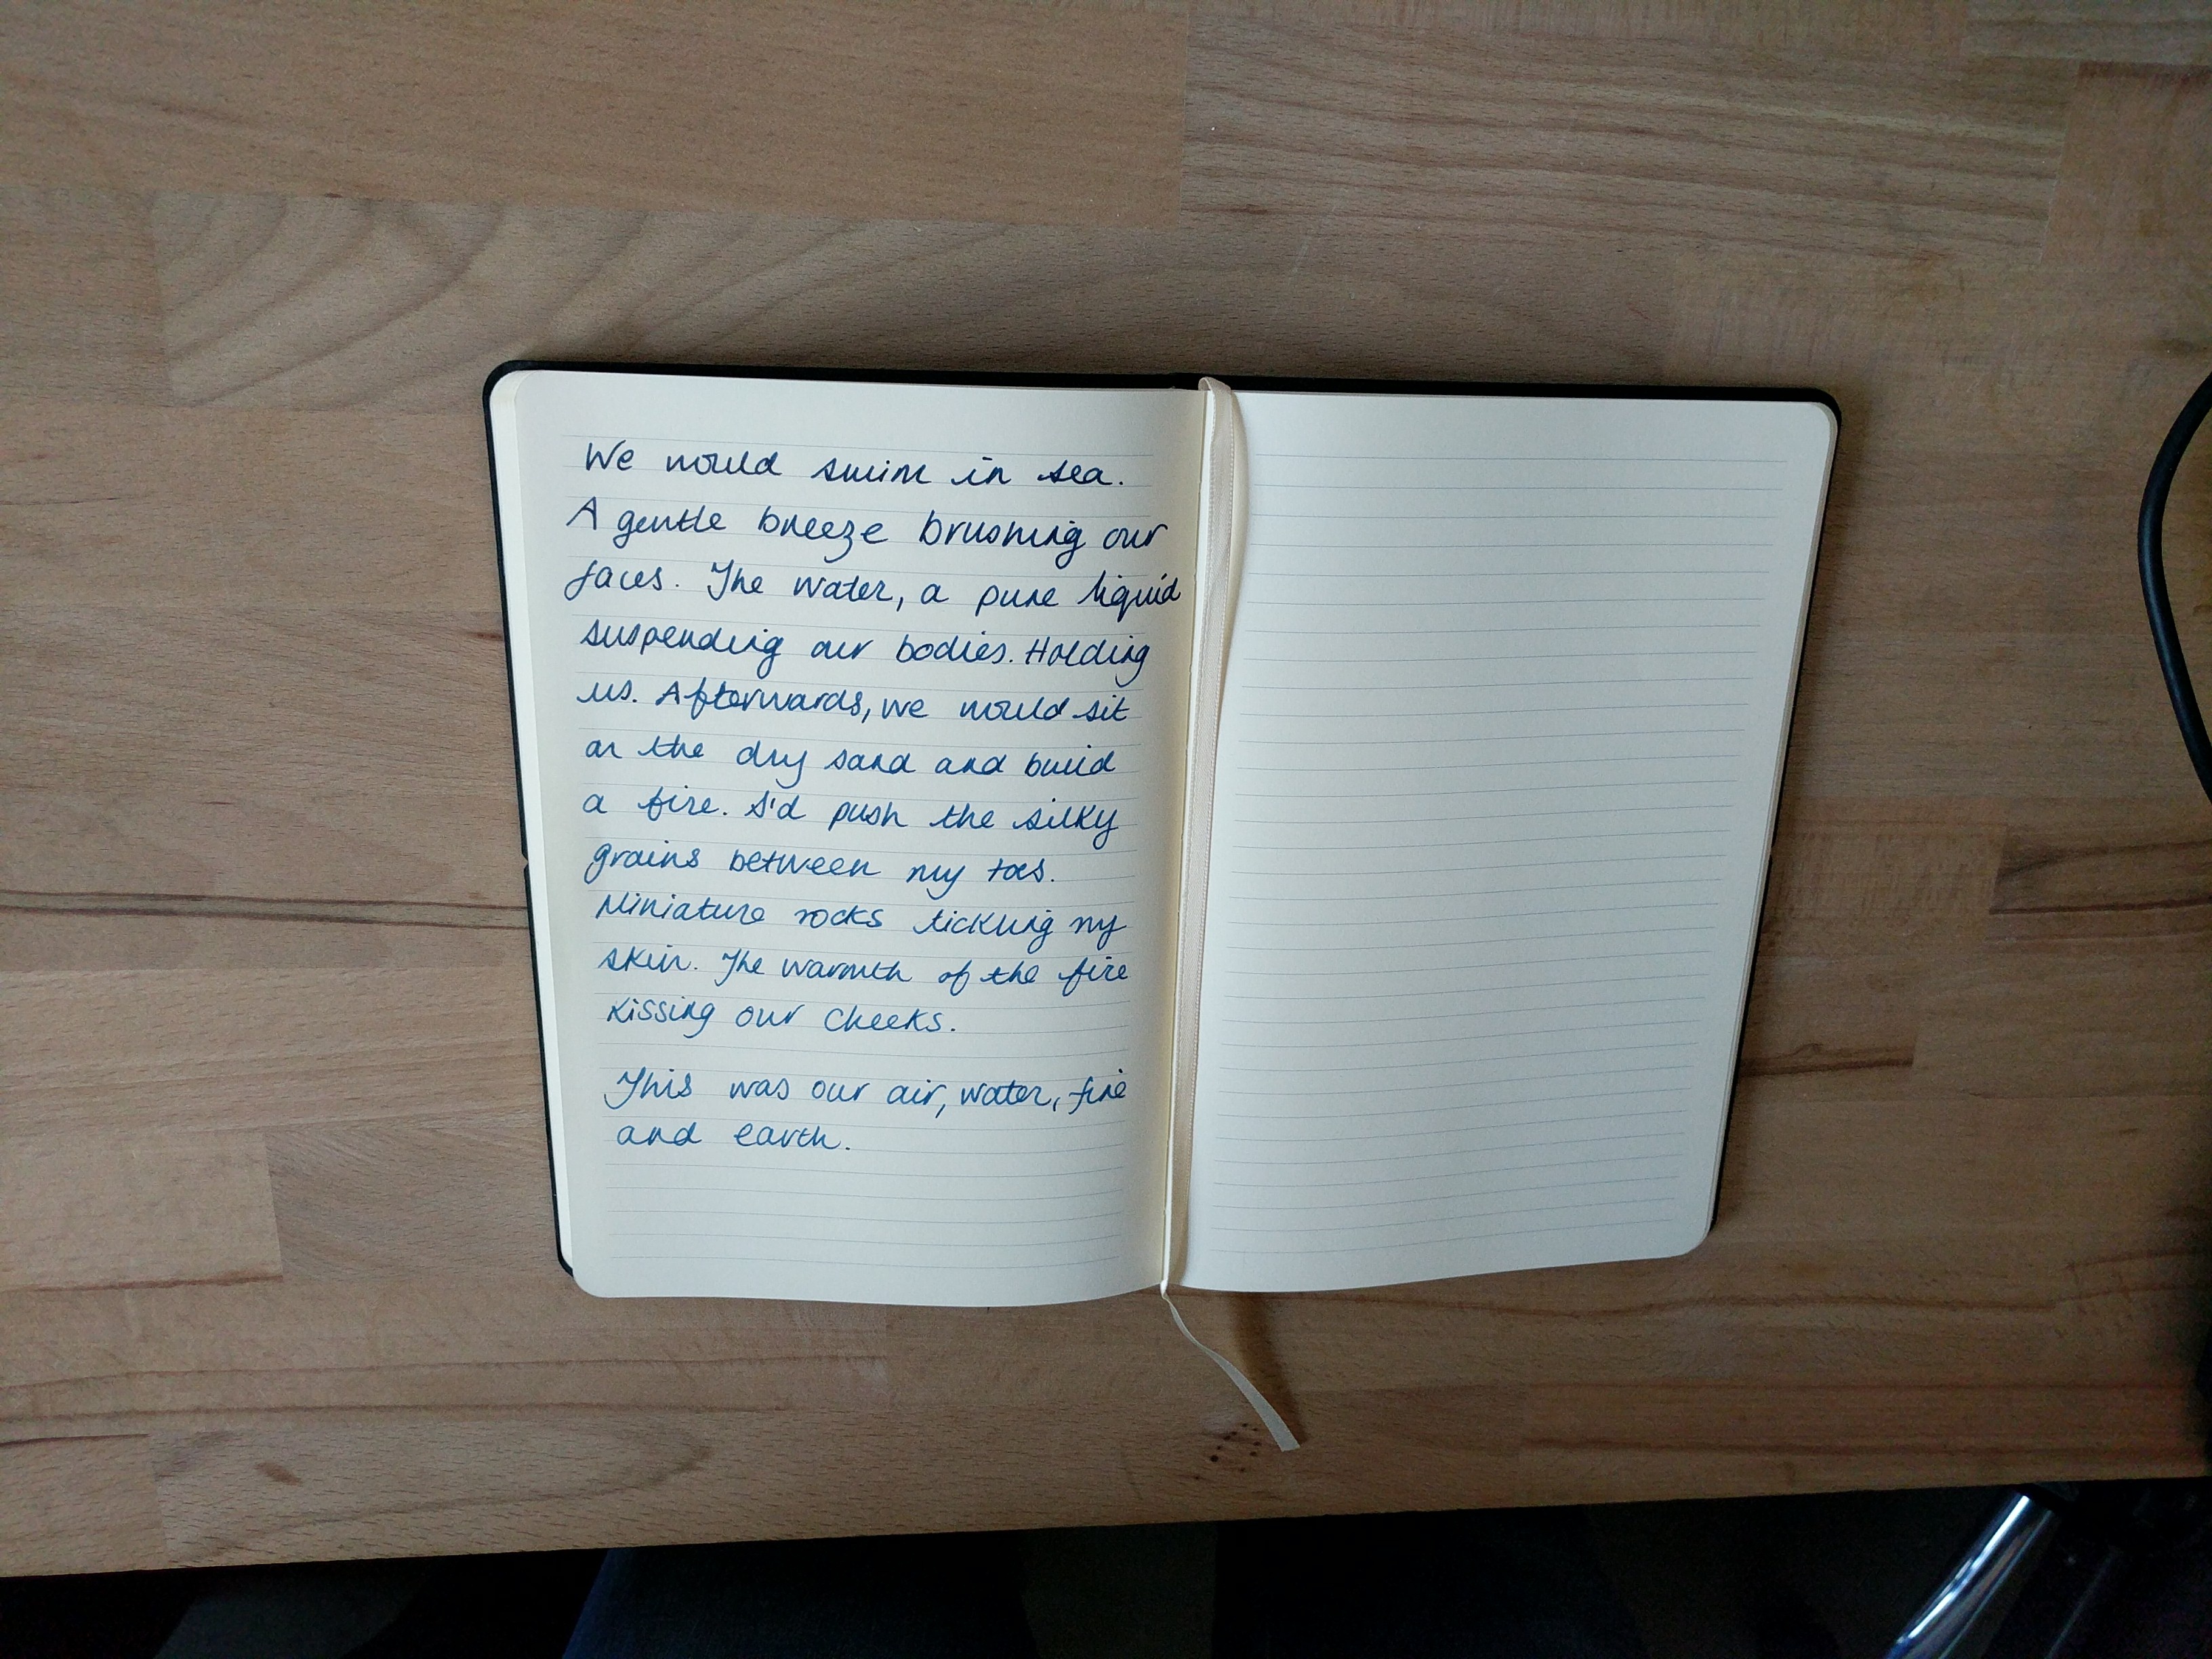 We would swim in sea.
A gentle breeze brushing our
faces. The water, a pure liquid
suspending our bodies. Holding
us. Afterwards, we would sit
on the dry sand and build
a fire. I'd push the silky
grains between my toes.
Miniature rocks tickling my
skin. The warmth of the fire
kissing our cheeks.
This was our air, water, fire
and earth.